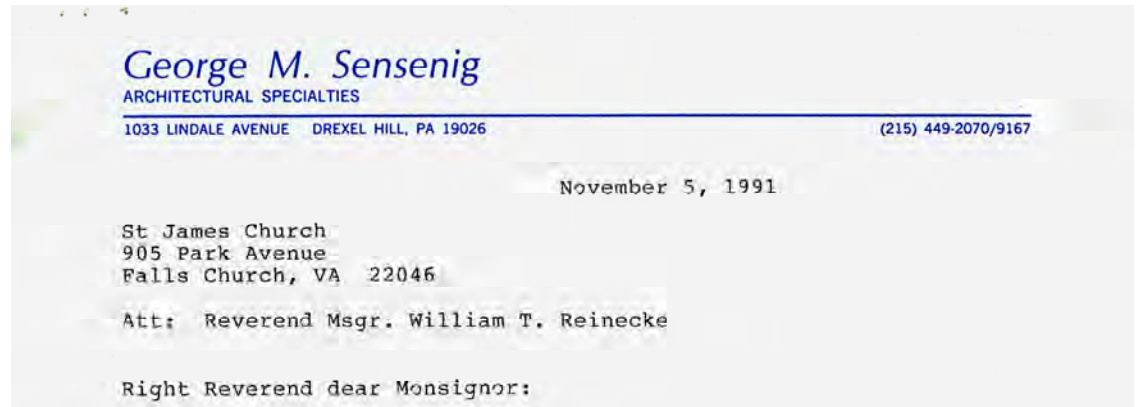 George M. Sensenig
ARCHITECTURAL SPECIALTIES
1033 LINDALE AVENUE DREXEL HILL, PA 19026 (215) 449-2070/9167
November 5, 1991
St James Church
905 Park Avenue
Falls Church, VA 22046
Att: Reverend Msgr. William T. Reinecke
Right Reverend dear Monsignor: